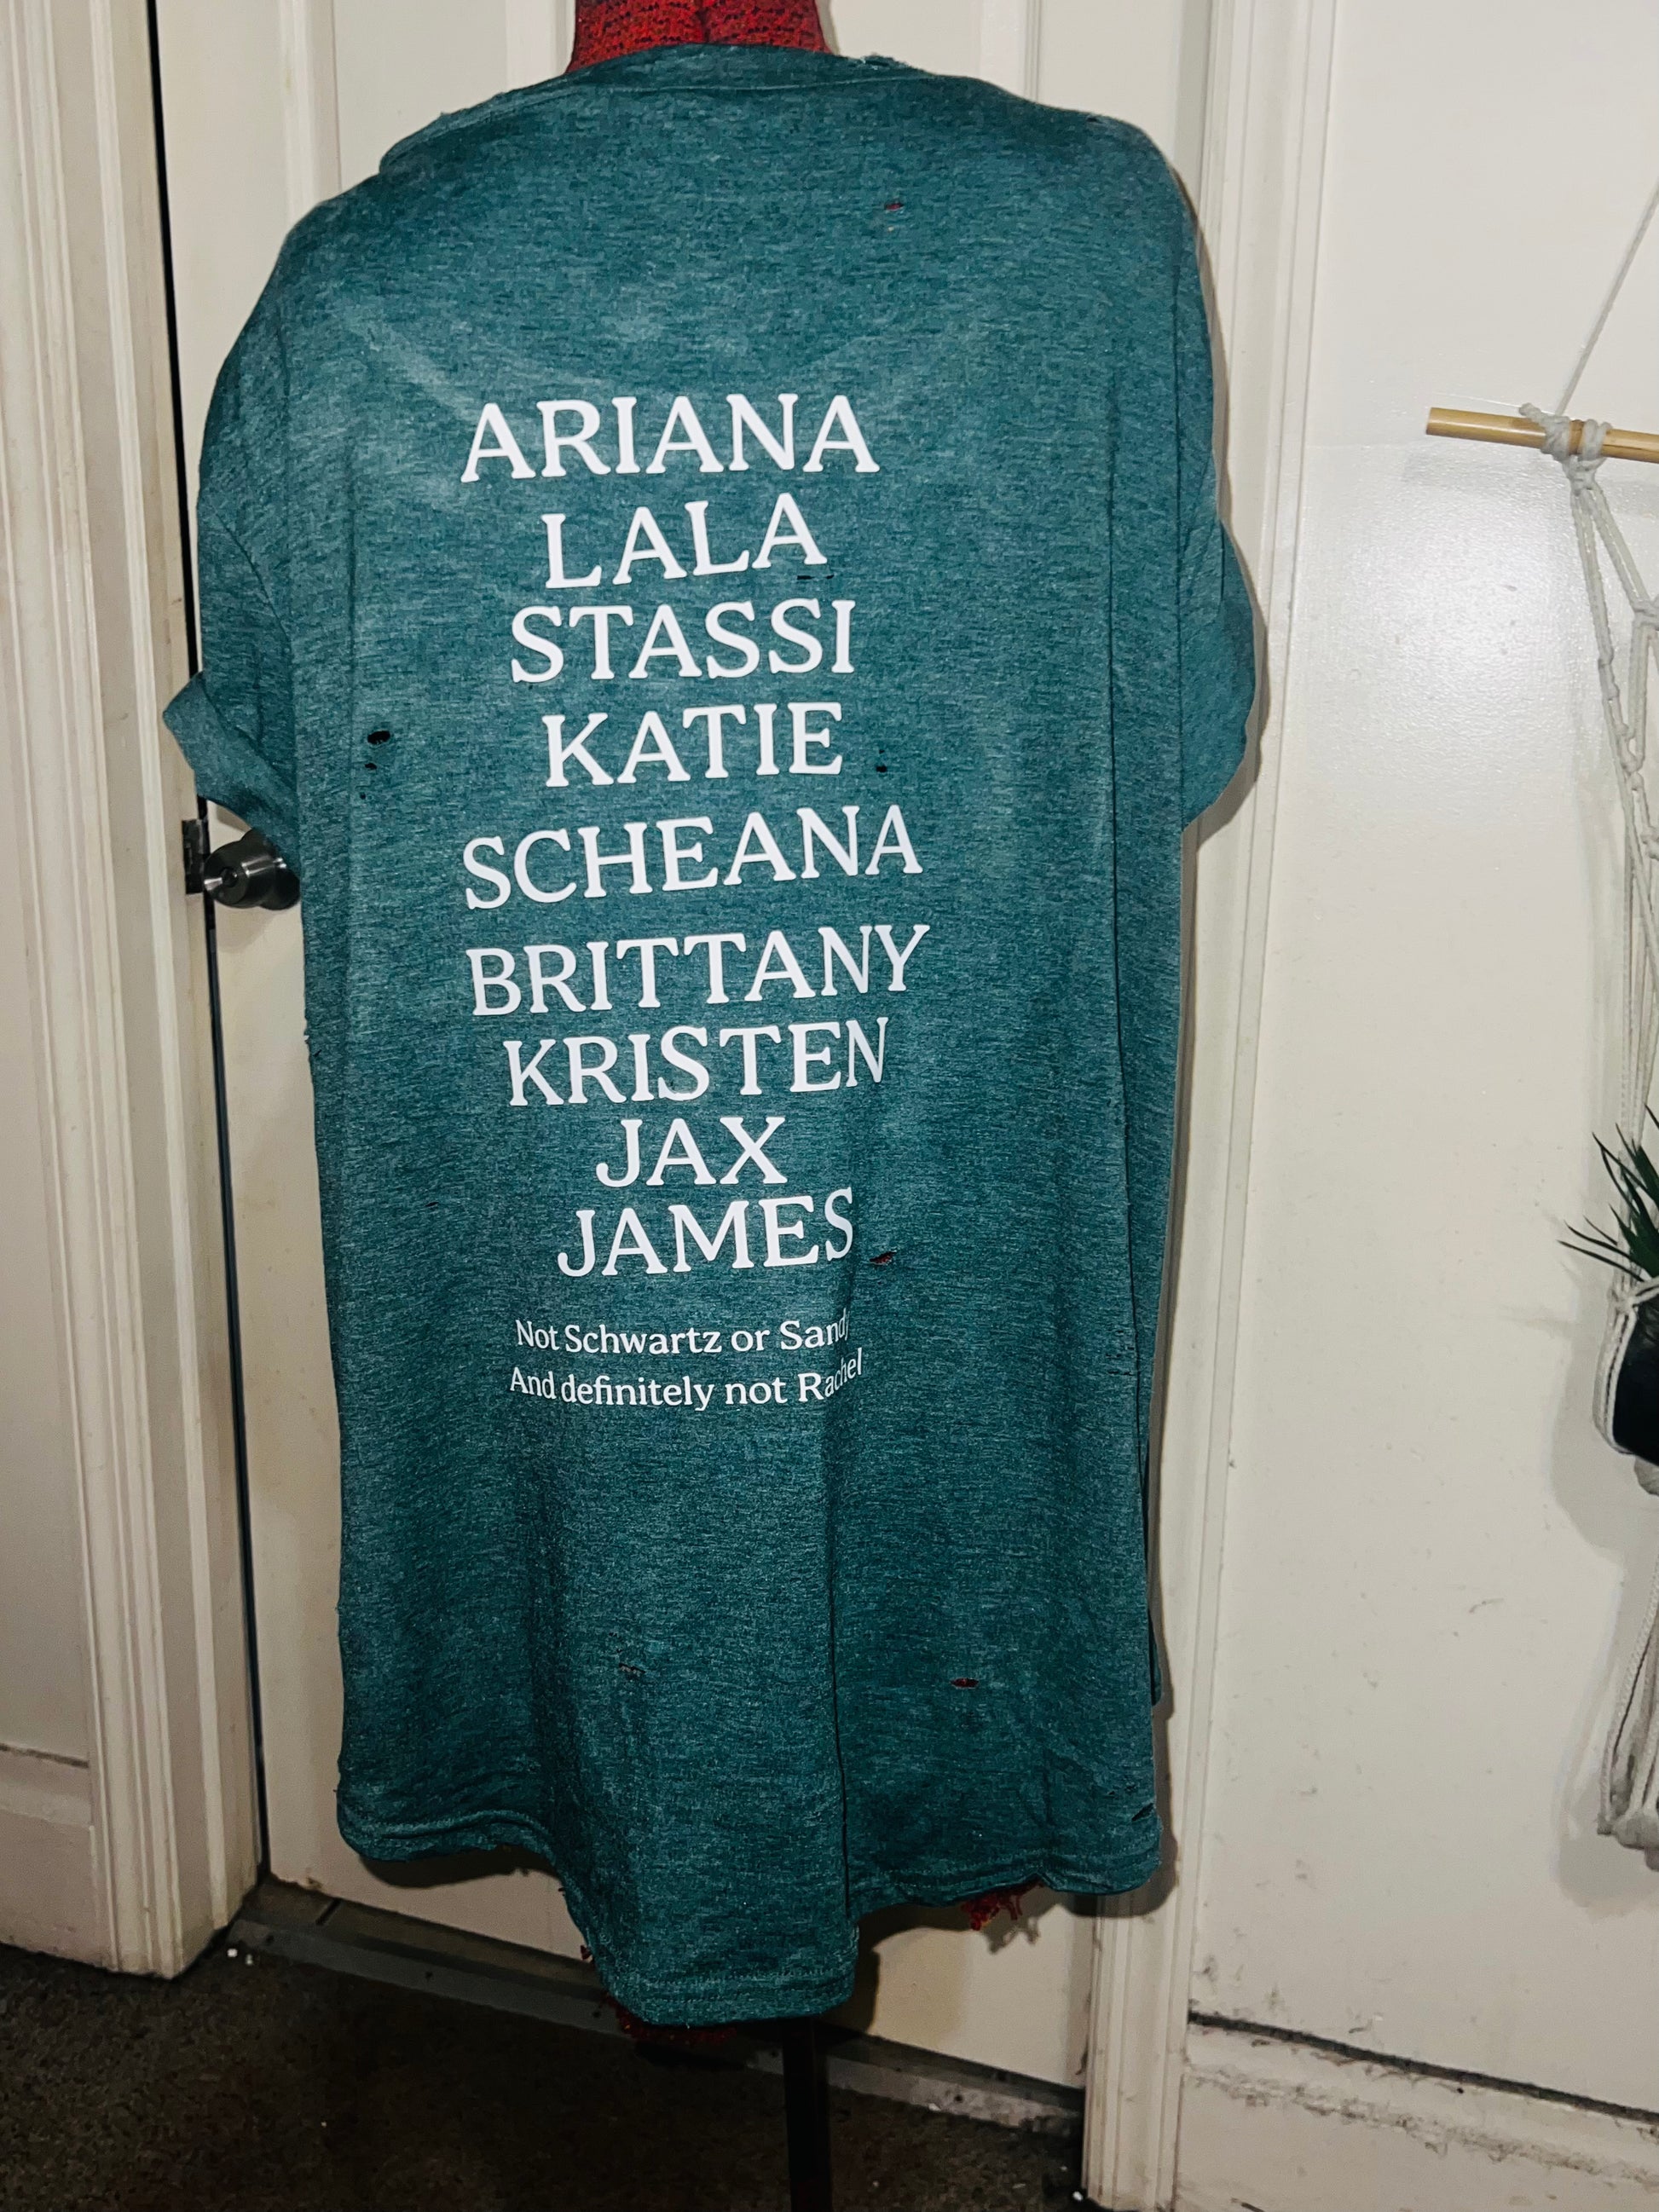 ARIANA
LALA
STASSI
KATIE
SCHEANA
BRITTANY
KRISTEN
JAX
JAMES
Not Schwartz or Sandy
And definitely not Rachel